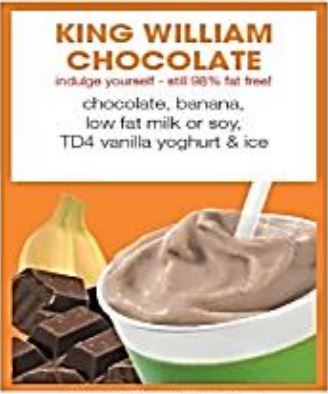 KING WILLIAM
CHOCOLATE
indulge yourself - still 98% fat free!
chocolate, banana,
low fat milk or soy,
TD4 vanilla yoghurt & ice